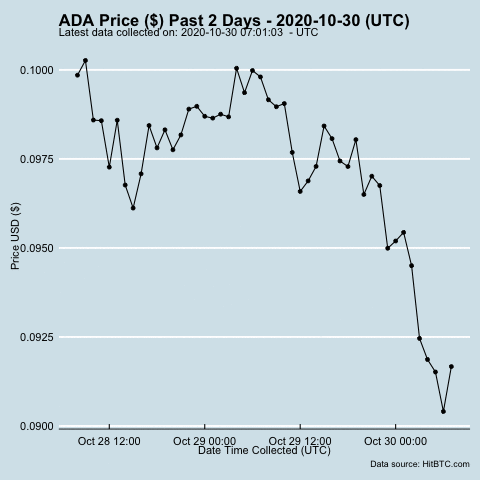 ADA Price ($) Past 2 Days - 2020-10-30 (UTC)
Latest data collected on: 2020-10-30 07:01:03 - UTC
0.1000
0.0975
0.0950
0.0925
0.0900
Price USD ($)
Oct 28 12:00 Oct 29 00:00 Oct 29 12:00 Oct 30 00:00
Date Time Collected (UTC)
Data source: HitBTC.com